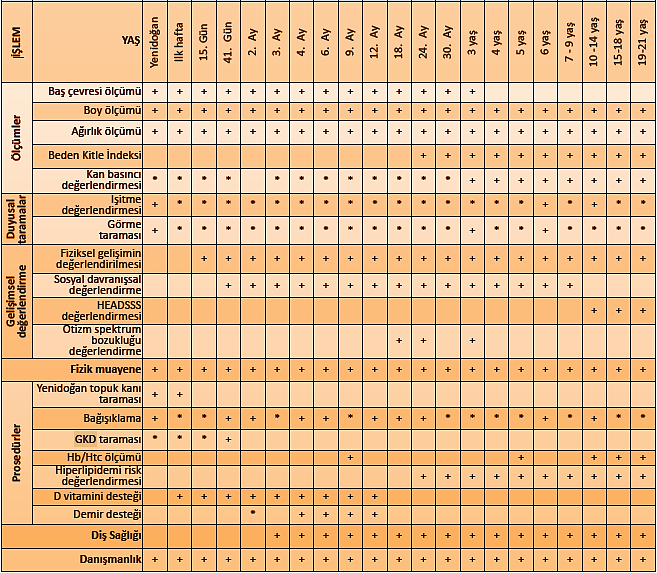 İŞLEM YAŞ Yenidoğan İlk hafta 15. Gün 41. Gün 2. Ay 3. Ay 4. Ay 6. Ay 9. Ay 12. Ay 18. Ay 24. Ay 30. Ay 3 yaş 4 yaş 5 yaş 6 yaş 7 - 9 yaş 10 -14 yaş 15-18 yaş 19-21 yaş
Ölçümler
Baş çevresi ölçümü + + + + + + + + + + + + + +
Boy ölçümü + + + + + + + + + + + + + + + + + + + + +
Ağırlık ölçümü + + + + + + + + + + + + + + + + + + + + +
Beden Kitle İndeksi + + + + + + + + + +
Kan basıncı
değerlendirmesi * * * * * * * * * * * * + + + + + + + +
Duyusal
taramalar
İşitme
değerlendirmesi + * * * * * * * * * * * * * * * + * + * *
Görme
taraması + * * * * * * * * * * * * + * * + * * * *
Gelişimsel
değerlendirme
Fiziksel gelişimin
değerlendirilmesi + + + + + + + + + + + + + + + + + + +
Sosyal davranışsal
değerlendirme + + + + + + + + + + + + + + +
HEADSSS
değerlendirmesi + + +
Otizm spektrum
bozukluğu
değerlendirme + + +
Fizik muayene + + + + + + + + + + + + + + + + + + + + +
Prosedürler
Yenidoğan topuk kanı
taraması + +
Bağışıklama + * * + + * + + * + + + * * * * + * + * *
GKD taraması * * * +
Hb/Htc ölçümü + + + + +
Hiperlipidemi risk
değerlendirmesi + + + + + + + + + +
D vitamini desteği + + + + + + + + +
Demir desteği * + + + +
Diş Sağlığı + + + + + + + + + + + + + + + +
Danışmanlık + + + + + + + + + + + + + + + + + + + + +